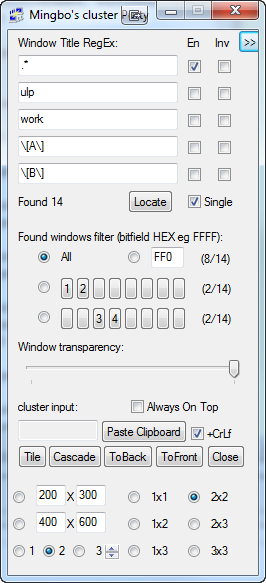 Mingbo's cluster
Window Title RegEx: En Inv
.* >>
ulp
work
\[A\]
\[B\]
Found 14 Locate Single
Found windows filter (bitfield HEX eg FFFF):
All FF0 (8/14)
1 2 (2/14)
3 4 (2/14)
Window transparency:
cluster input: Always On Top
Paste Clipboard +CrLf
Tile Cascade ToBack ToFront Close
200 X 300 1x1 2x2
400 X 600 1x2 2x3
1 2 3 1x3 3x3